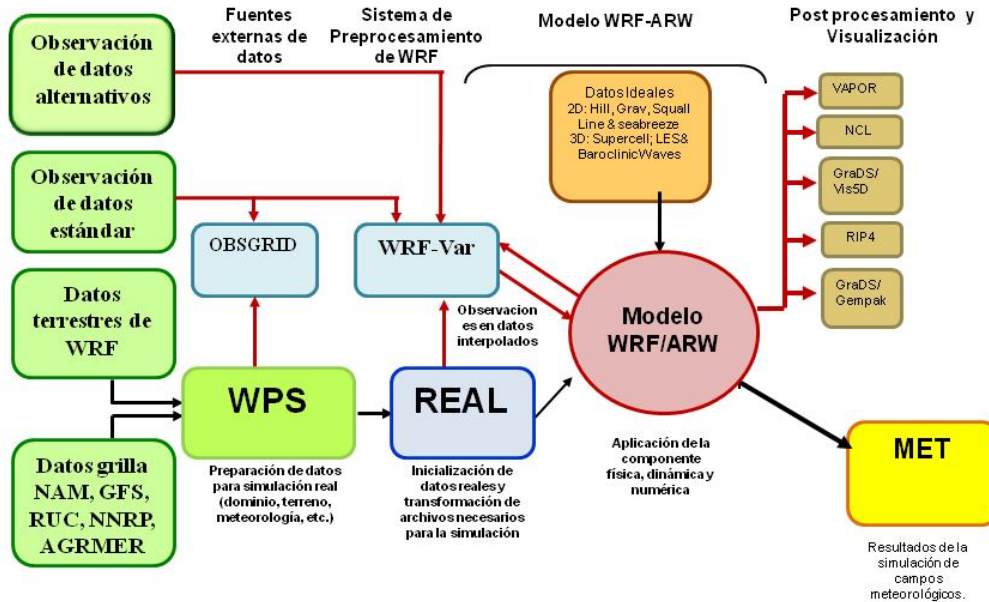 Fuentes
externas de
datos
Sistema de
Preprocesamiento
de WRF
Modelo WRF-ARW
Post procesamiento y
Visualización
Observación
de datos
alternativos
Observación
de datos
estándar
Datos
terrestres de
WRF
Datos grilla
NAM, GFS,
RUC, NNRP,
AGRMER
OBSGRID
WRF-Var
Datos Ideales
2D: Hill, Grav, Squall
Line & seabreeze
3D: Supercell; LES&
BaroclinicWaves
VAPOR
NCL
GraDS/
Vis5D
RIP4
GraDS/
Gempak
Observacion
es en datos
interpolados
Modelo
WRF/ARW
WPS
REAL
MET
Preparación de datos
para simulación real
(dominio, terreno,
meteorología, etc.)
Inicialización de
datos reales y
transformación de
archivos necesarios
para la simulación
Aplicación de la
componente
física, dinámica y
numérica
Resultados de la
simulación de
campos
meteorológicos.